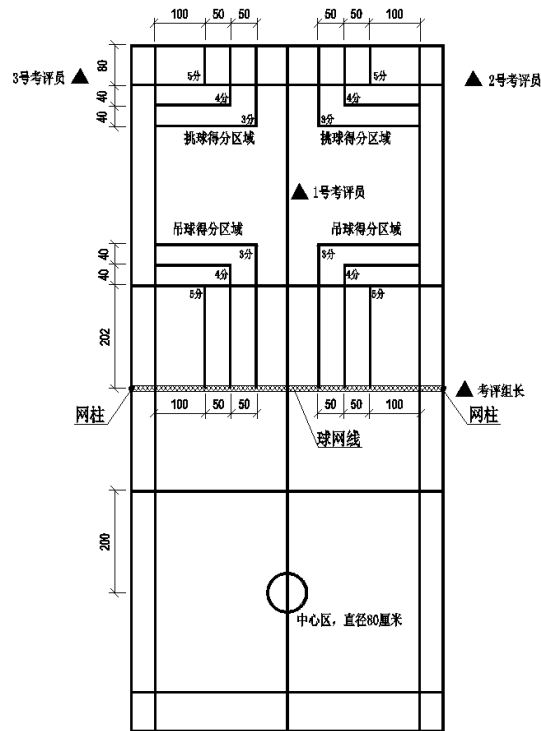 100 50 50 50 50 100
80
3号考评员
5分
5分
2号考评员
40
4分
4分
40
3分
3分
挑球得分区域
挑球得分区域
1号考评员
吊球得分区域
吊球得分区域
40
3分
3分
40
4分
4分
5分
5分
202
考评组长
网柱
100 50 50 50 50 100
网柱
球网线
200
中心区，直径80厘米